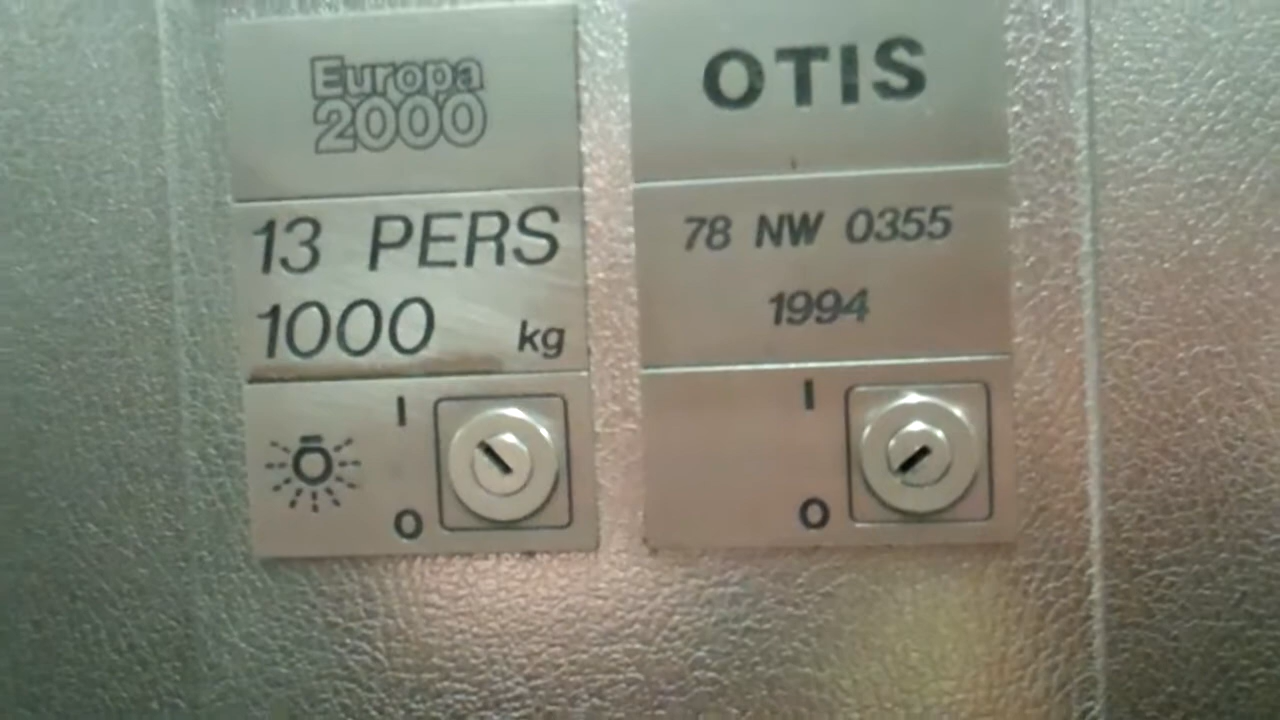 Europa
2000
13 PERS
1000 kg
I
O
OTIS
78 NW 0355
1994
I
O